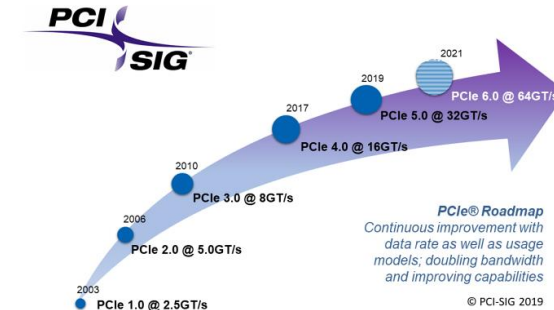 PCI
SIG®
2021
PCIe 6.0 @ 64GT/s
2019
PCIe 5.0 @ 32GT/s
2017
PCIe 4.0 @ 16GT/s
2010
PCIe 3.0 @ 8GT/s
2006
PCIe 2.0 @ 5.0GT/s
2003
PCIe 1.0 @ 2.5GT/s
PCIe® Roadmap
Continuous improvement with
data rate as well as usage
models; doubling bandwidth
and improving capabilities
© PCI-SIG 2019